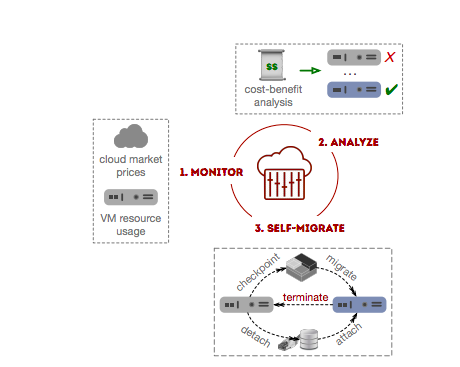 $$
X
...
cost-benefit
analysis
✔
2. ANALYZE
cloud market
prices
1. MONITOR
VM resource
usage
3. SELF-MIGRATE
checkpoint
migrate
terminate
detach
attach